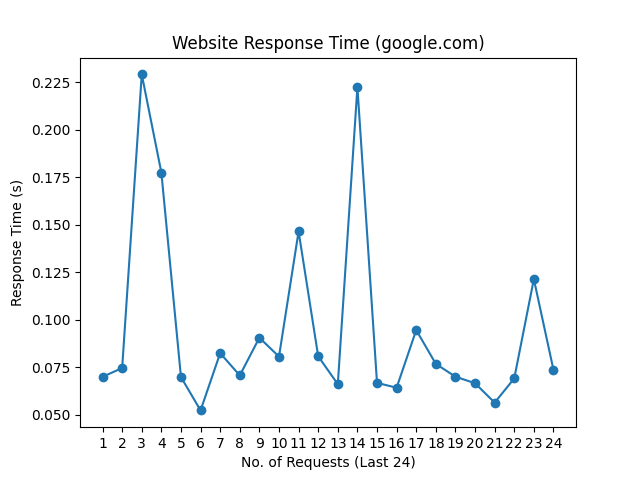 Website Response Time (google.com)
Response Time (s)
0.225
0.200
0.175
0.150
0.125
0.100
0.075
0.050
1 2 3 4 5 6 7 8 9 10 11 12 13 14 15 16 17 18 19 20 21 22 23 24
No. of Requests (Last 24)